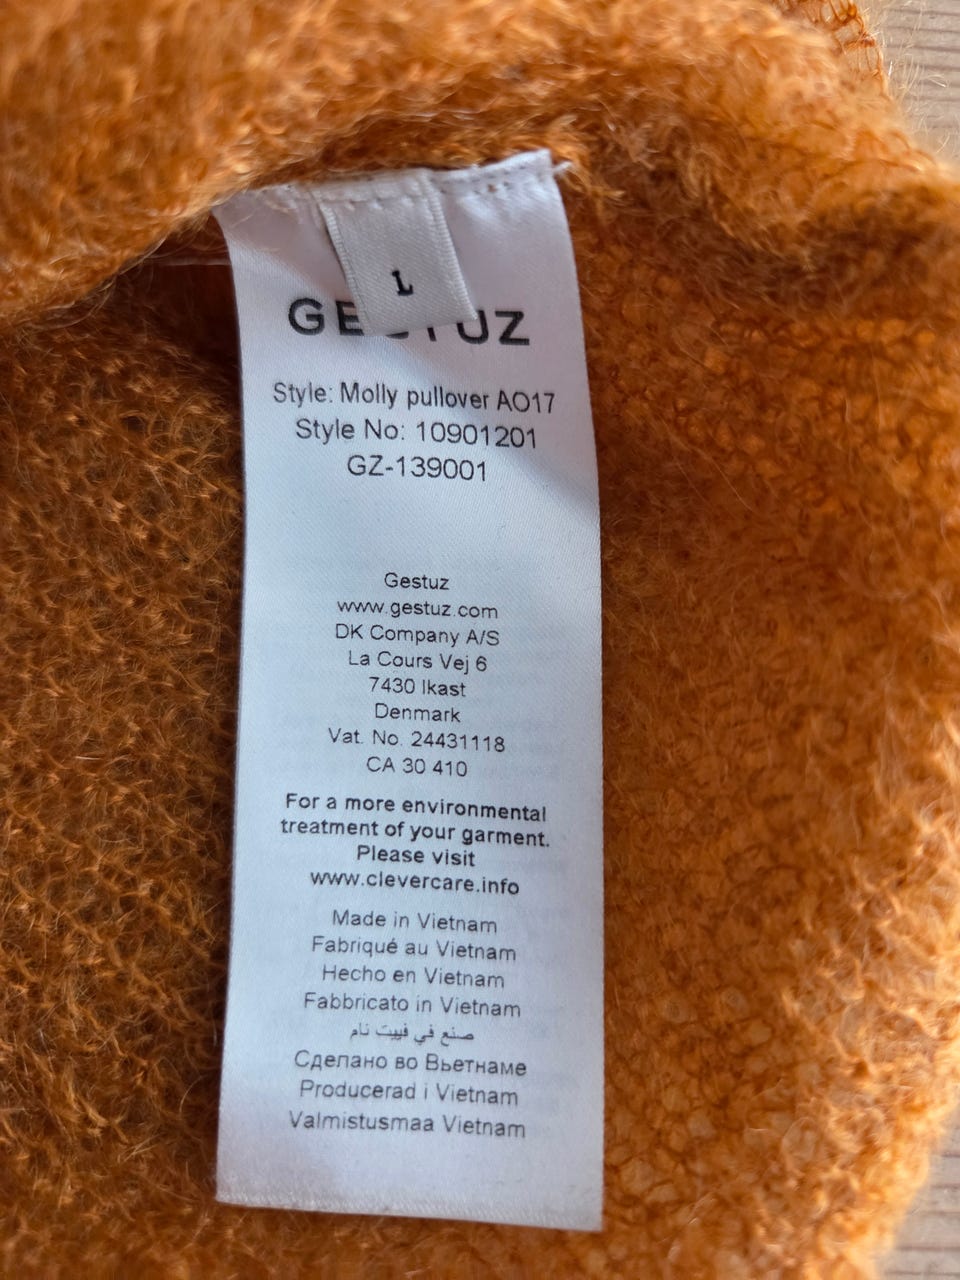 L
GESTUZ
Style: Molly pullover AO17
Style No: 10901201
GZ-139001
Gestuz
www.gestuz.com
DK Company A/S
La Cours Vej 6
7430 Ikast
Denmark
Vat. No. 24431118
CA 30 410
For a more environmental
treatment of your garment.
Please visit
www.clevercare.info
Made in Vietnam
Fabriqué au Vietnam
Hecho en Vietnam
Fabbricato in Vietnam
صنع في فييت نام
Сделано во Вьетнаме
Producerad i Vietnam
Valmistusmaa Vietnam